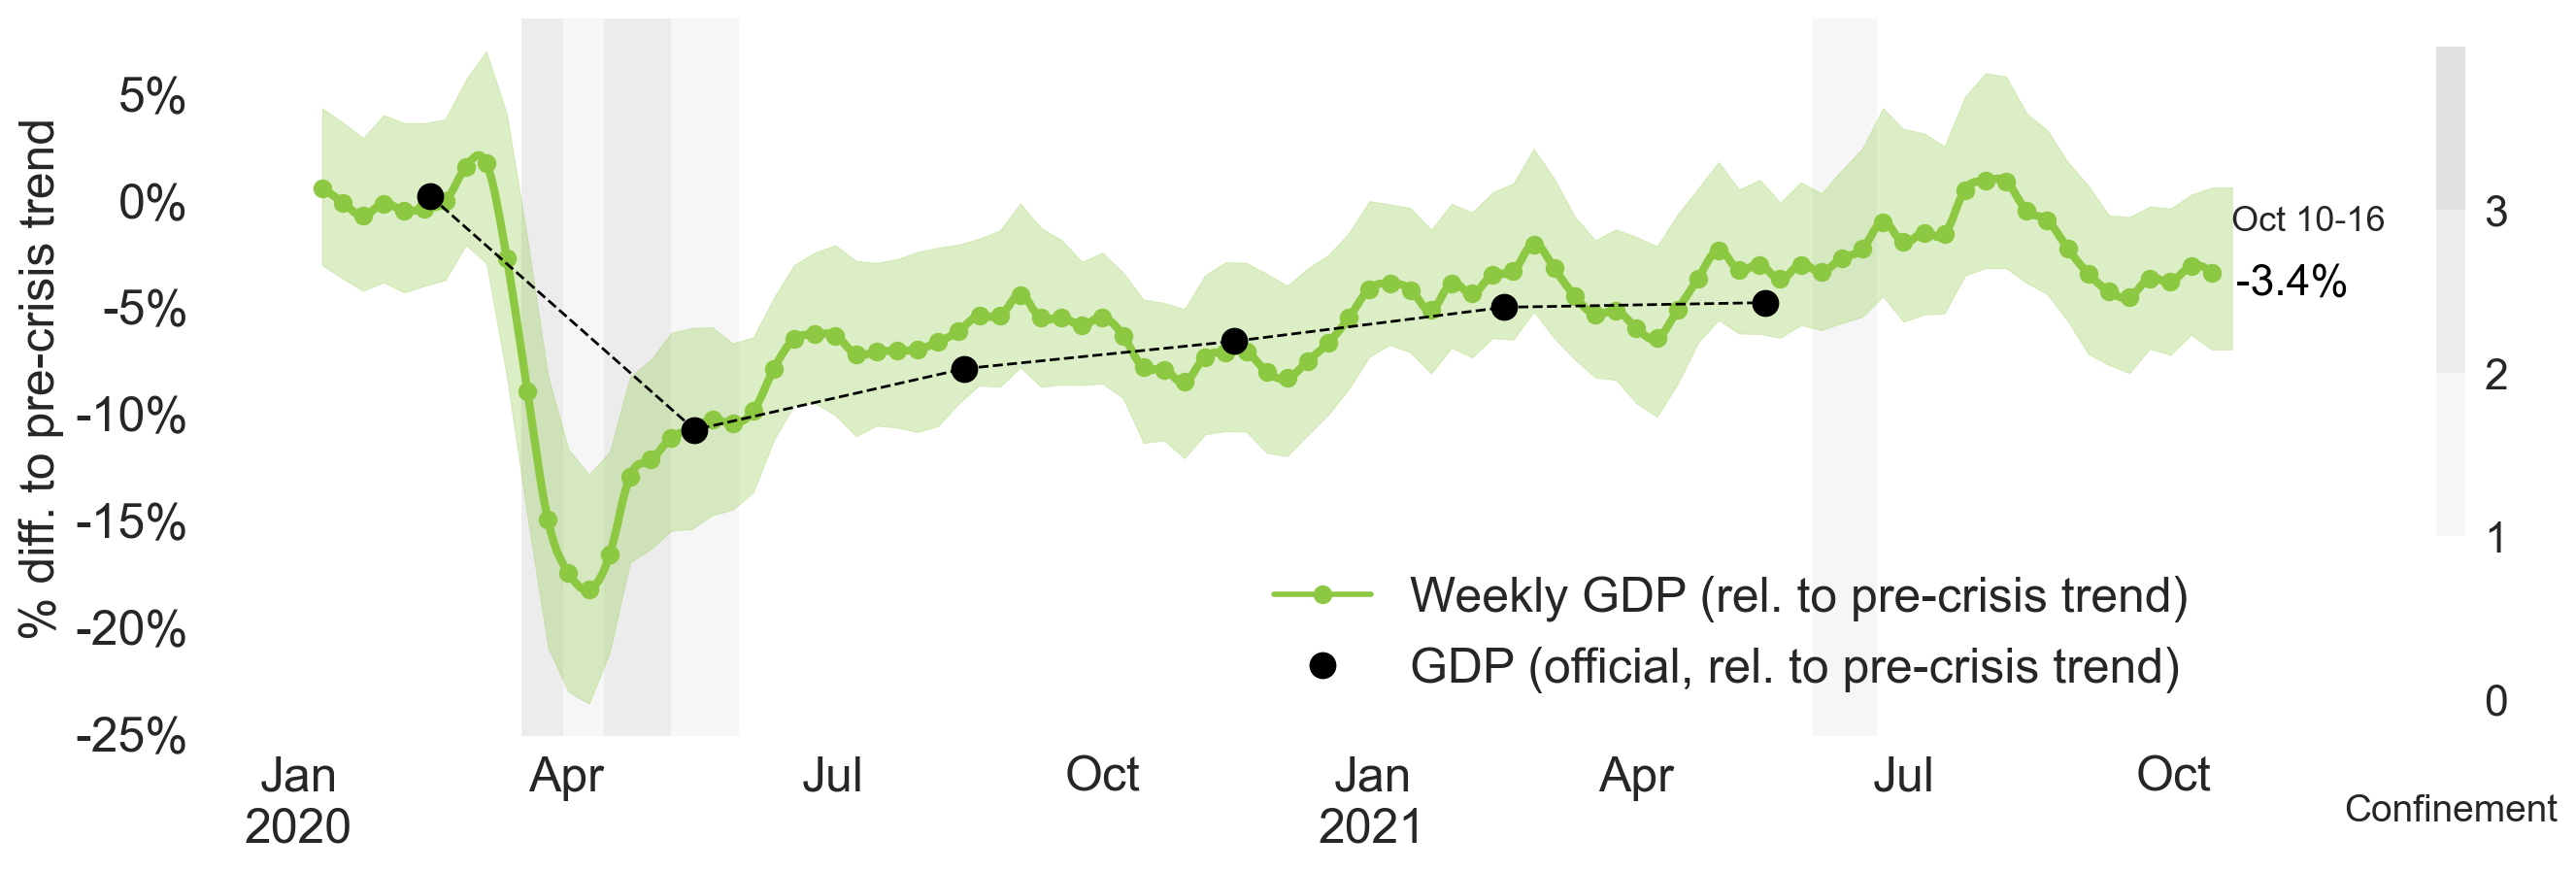 % diff. to pre-crisis trend
5%
0%
-5%
-10%
-15%
-20%
-25%
Jan
2020
Apr
Jul
Oct
Jan
2021
Apr
Jul
Oct
Oct 10-16
-3.4%
Weekly GDP (rel. to pre-crisis trend)
GDP (official, rel. to pre-crisis trend)
3
2
1
0
Confinement